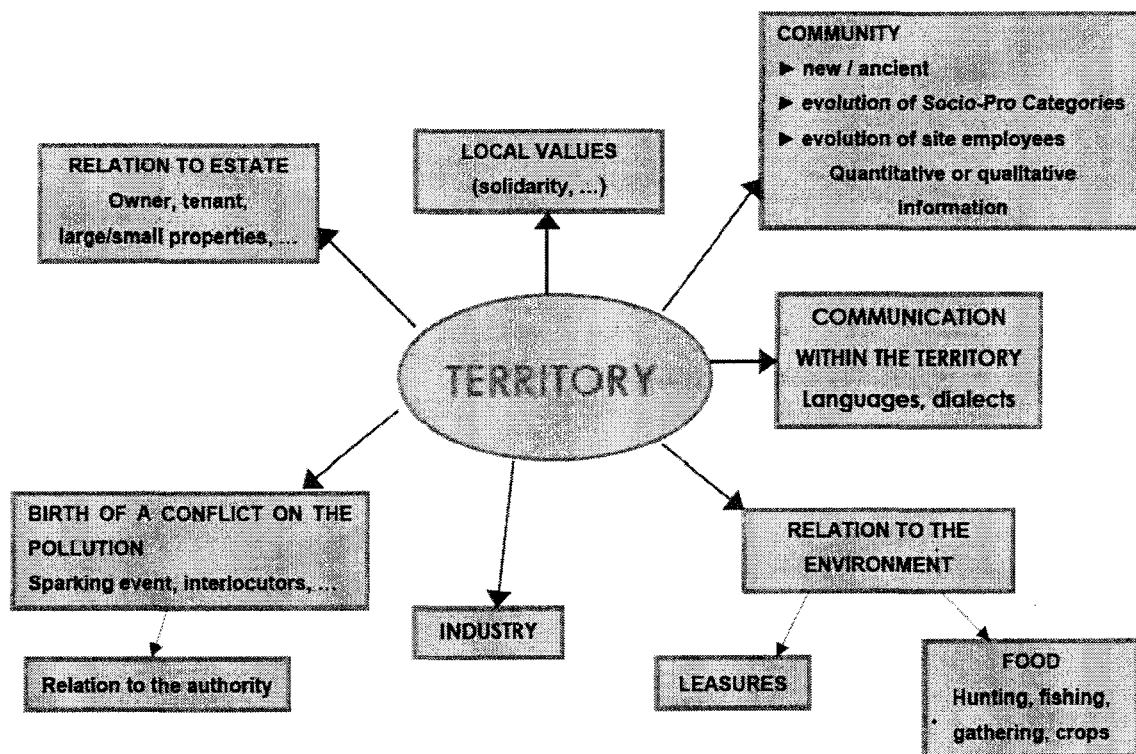 COMMUNITY
► new / ancient
► evolution of Socio-Pro Categories
► evolution of site employees
Quantitative or qualitative
information
LOCAL VALUES
(solidarity, ...)
RELATION TO ESTATE
Owner, tenant,
large/small properties, ...
TERRITORY
COMMUNICATION
WITHIN THE TERRITORY
Languages, dialects
BIRTH OF A CONFLICT ON THE
POLLUTION
Sparking event, interlocutors, ...
Relation to the authority
INDUSTRY
RELATION TO THE
ENVIRONMENT
LEASURES
FOOD
Hunting, fishing,
gathering, crops